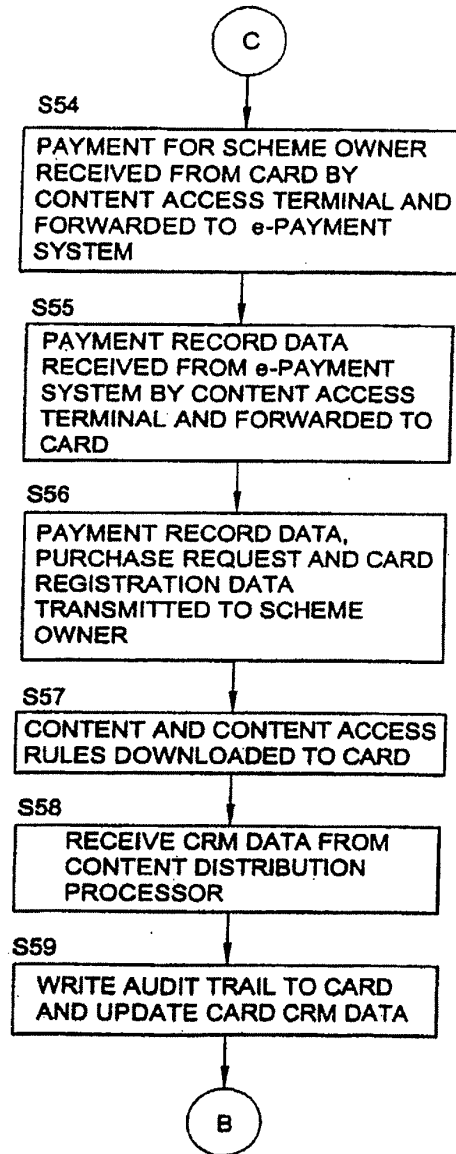 C
S54
PAYMENT FOR SCHEME OWNER
RECEIVED FROM CARD BY
CONTENT ACCESS TERMINAL AND
FORWARDED TO e-PAYMENT
SYSTEM
S55
PAYMENT RECORD DATA
RECEIVED FROM e-PAYMENT
SYSTEM BY CONTENT ACCESS
TERMINAL AND FORWARDED TO
CARD
S56
PAYMENT RECORD DATA,
PURCHASE REQUEST AND CARD
REGISTRATION DATA
TRANSMITTED TO SCHEME
OWNER
S57
CONTENT AND CONTENT ACCESS
RULES DOWNLOADED TO CARD
S58
RECEIVE CRM DATA FROM
CONTENT DISTRIBUTION
PROCESSOR
S59
WRITE AUDIT TRAIL TO CARD
AND UPDATE CARD CRM DATA
B